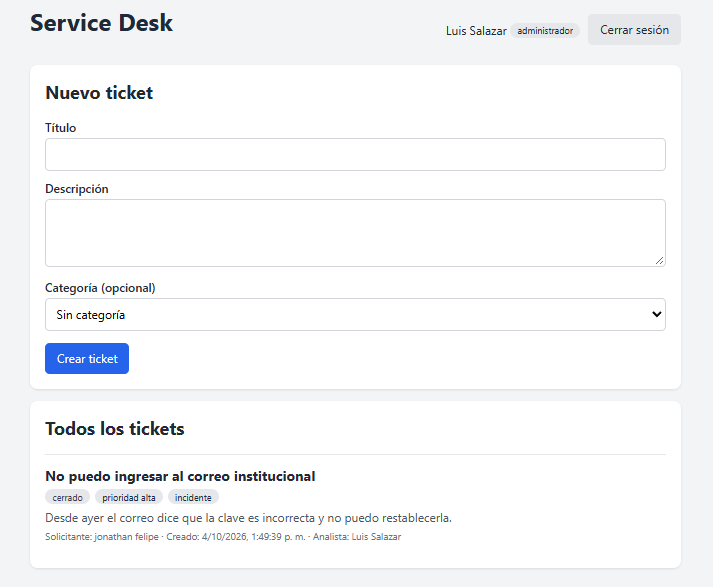 Service Desk
Luis Salazar administrador Cerrar sesión
Nuevo ticket
Título
Descripción
Categoría (opcional)
Sin categoría
Crear ticket
Todos los tickets
No puedo ingresar al correo institucional
cerrado prioridad alta incidente
Desde ayer el correo dice que la clave es incorrecta y no puedo restablecerla.
Solicitante: jonathan felipe · Creado: 4/10/2026, 1:49:39 p. m. · Analista: Luis Salazar